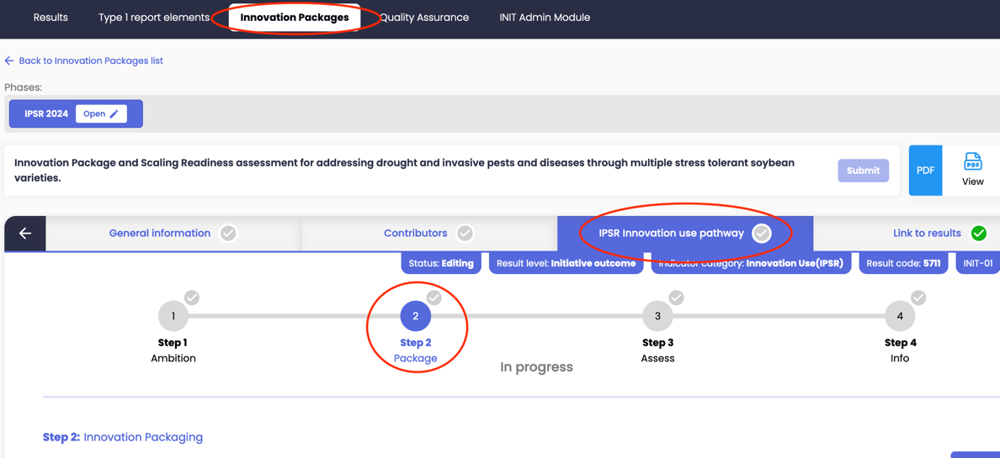 Results Type 1 report elements Innovation Packages Quality Assurance INIT Admin Module
Back to Innovation Packages list
Phases:
IPSR 2024 Open
Innovation Package and Scaling Readiness assessment for addressing drought and invasive pests and diseases through multiple stress tolerant soybean
varieties.
Submit
PDF
PDF
View
General information Contributors IPSR Innovation use pathway Link to results
Status: Editing Result level: Initiative outcome Indicator category: Innovation Use(IPSR) Result code: 5711 INIT-01
1 2 3 4
Step 1 Step 2 Step 3 Step 4
Ambition Package Assess Info
In progress
Step 2: Innovation Packaging